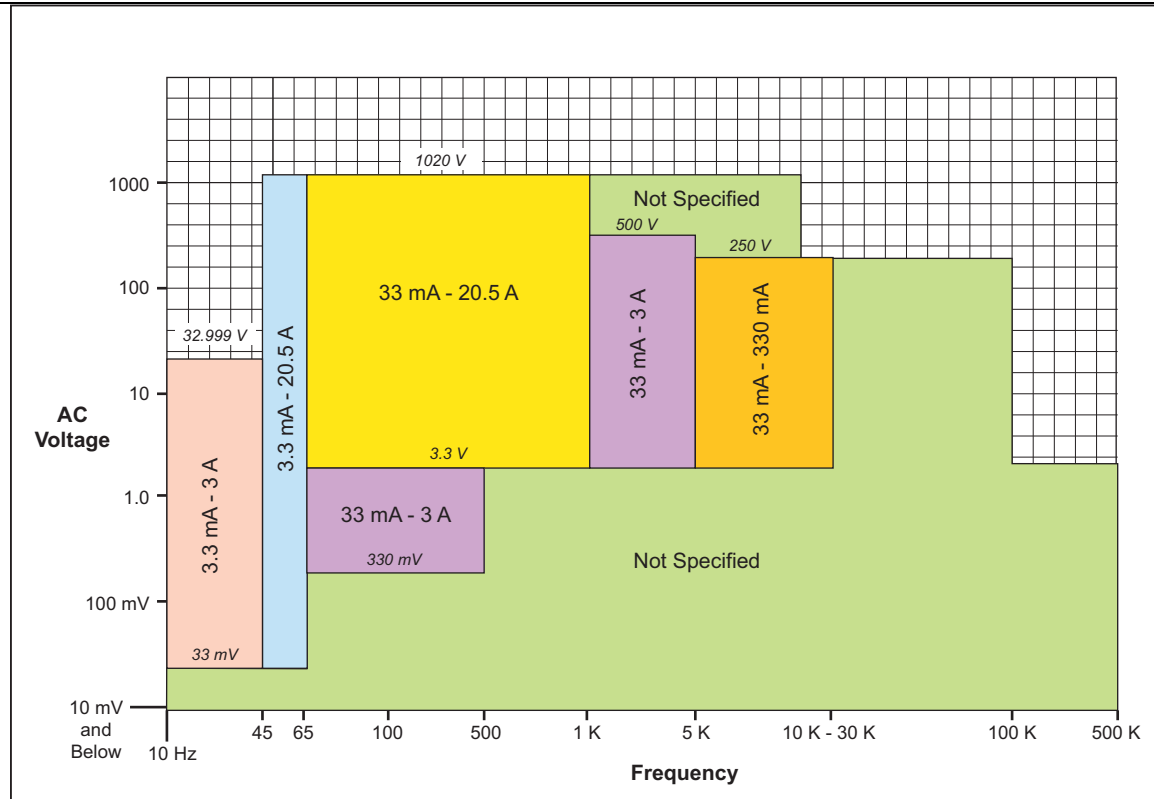 1020 V
1000
Not Specified
500 V
250 V
100
33 mA - 20.5 A
32.999 V
3.3 mA - 20.5 A
33 mA - 3 A
33 mA - 330 mA
10
AC
Voltage
3.3 V
3.3 mA - 3 A
1.0
33 mA - 3 A
330 mV
Not Specified
100 mV
33 mV
10 mV
and
Below
10 Hz
45
65
100
500
1 K
5 K
10 K - 30 K
100 K
500 K
Frequency